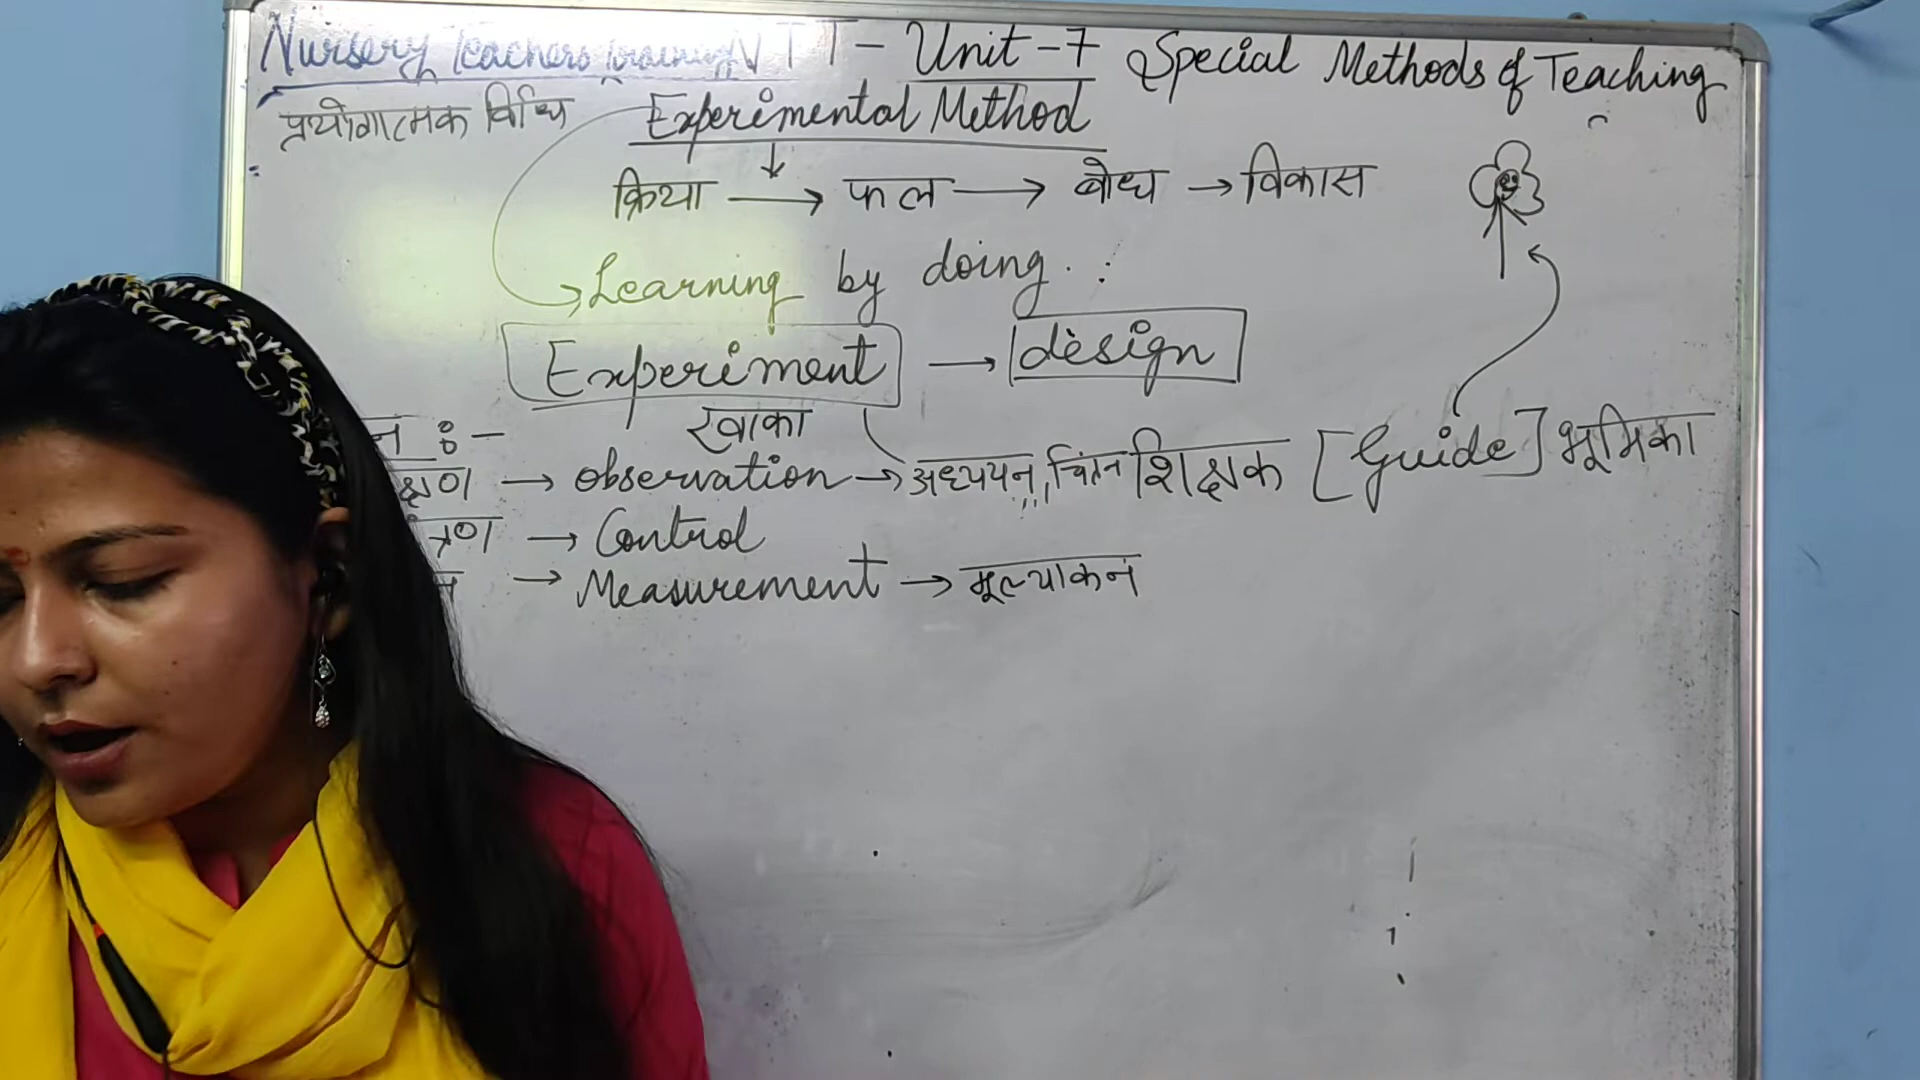 Nursery Teachers Training NTT - Unit - 7 Special Methods of Teaching
प्रयोगात्मक विधि Experimental Method
क्रिया → फल → बोध → विकास
→ Learning by doing.
Experiment → design
खाका
→ observation → अध्ययन, चिंतन शिक्षक [Guide] भूमिका
→ Control
→ Measurement → मूल्याकनं